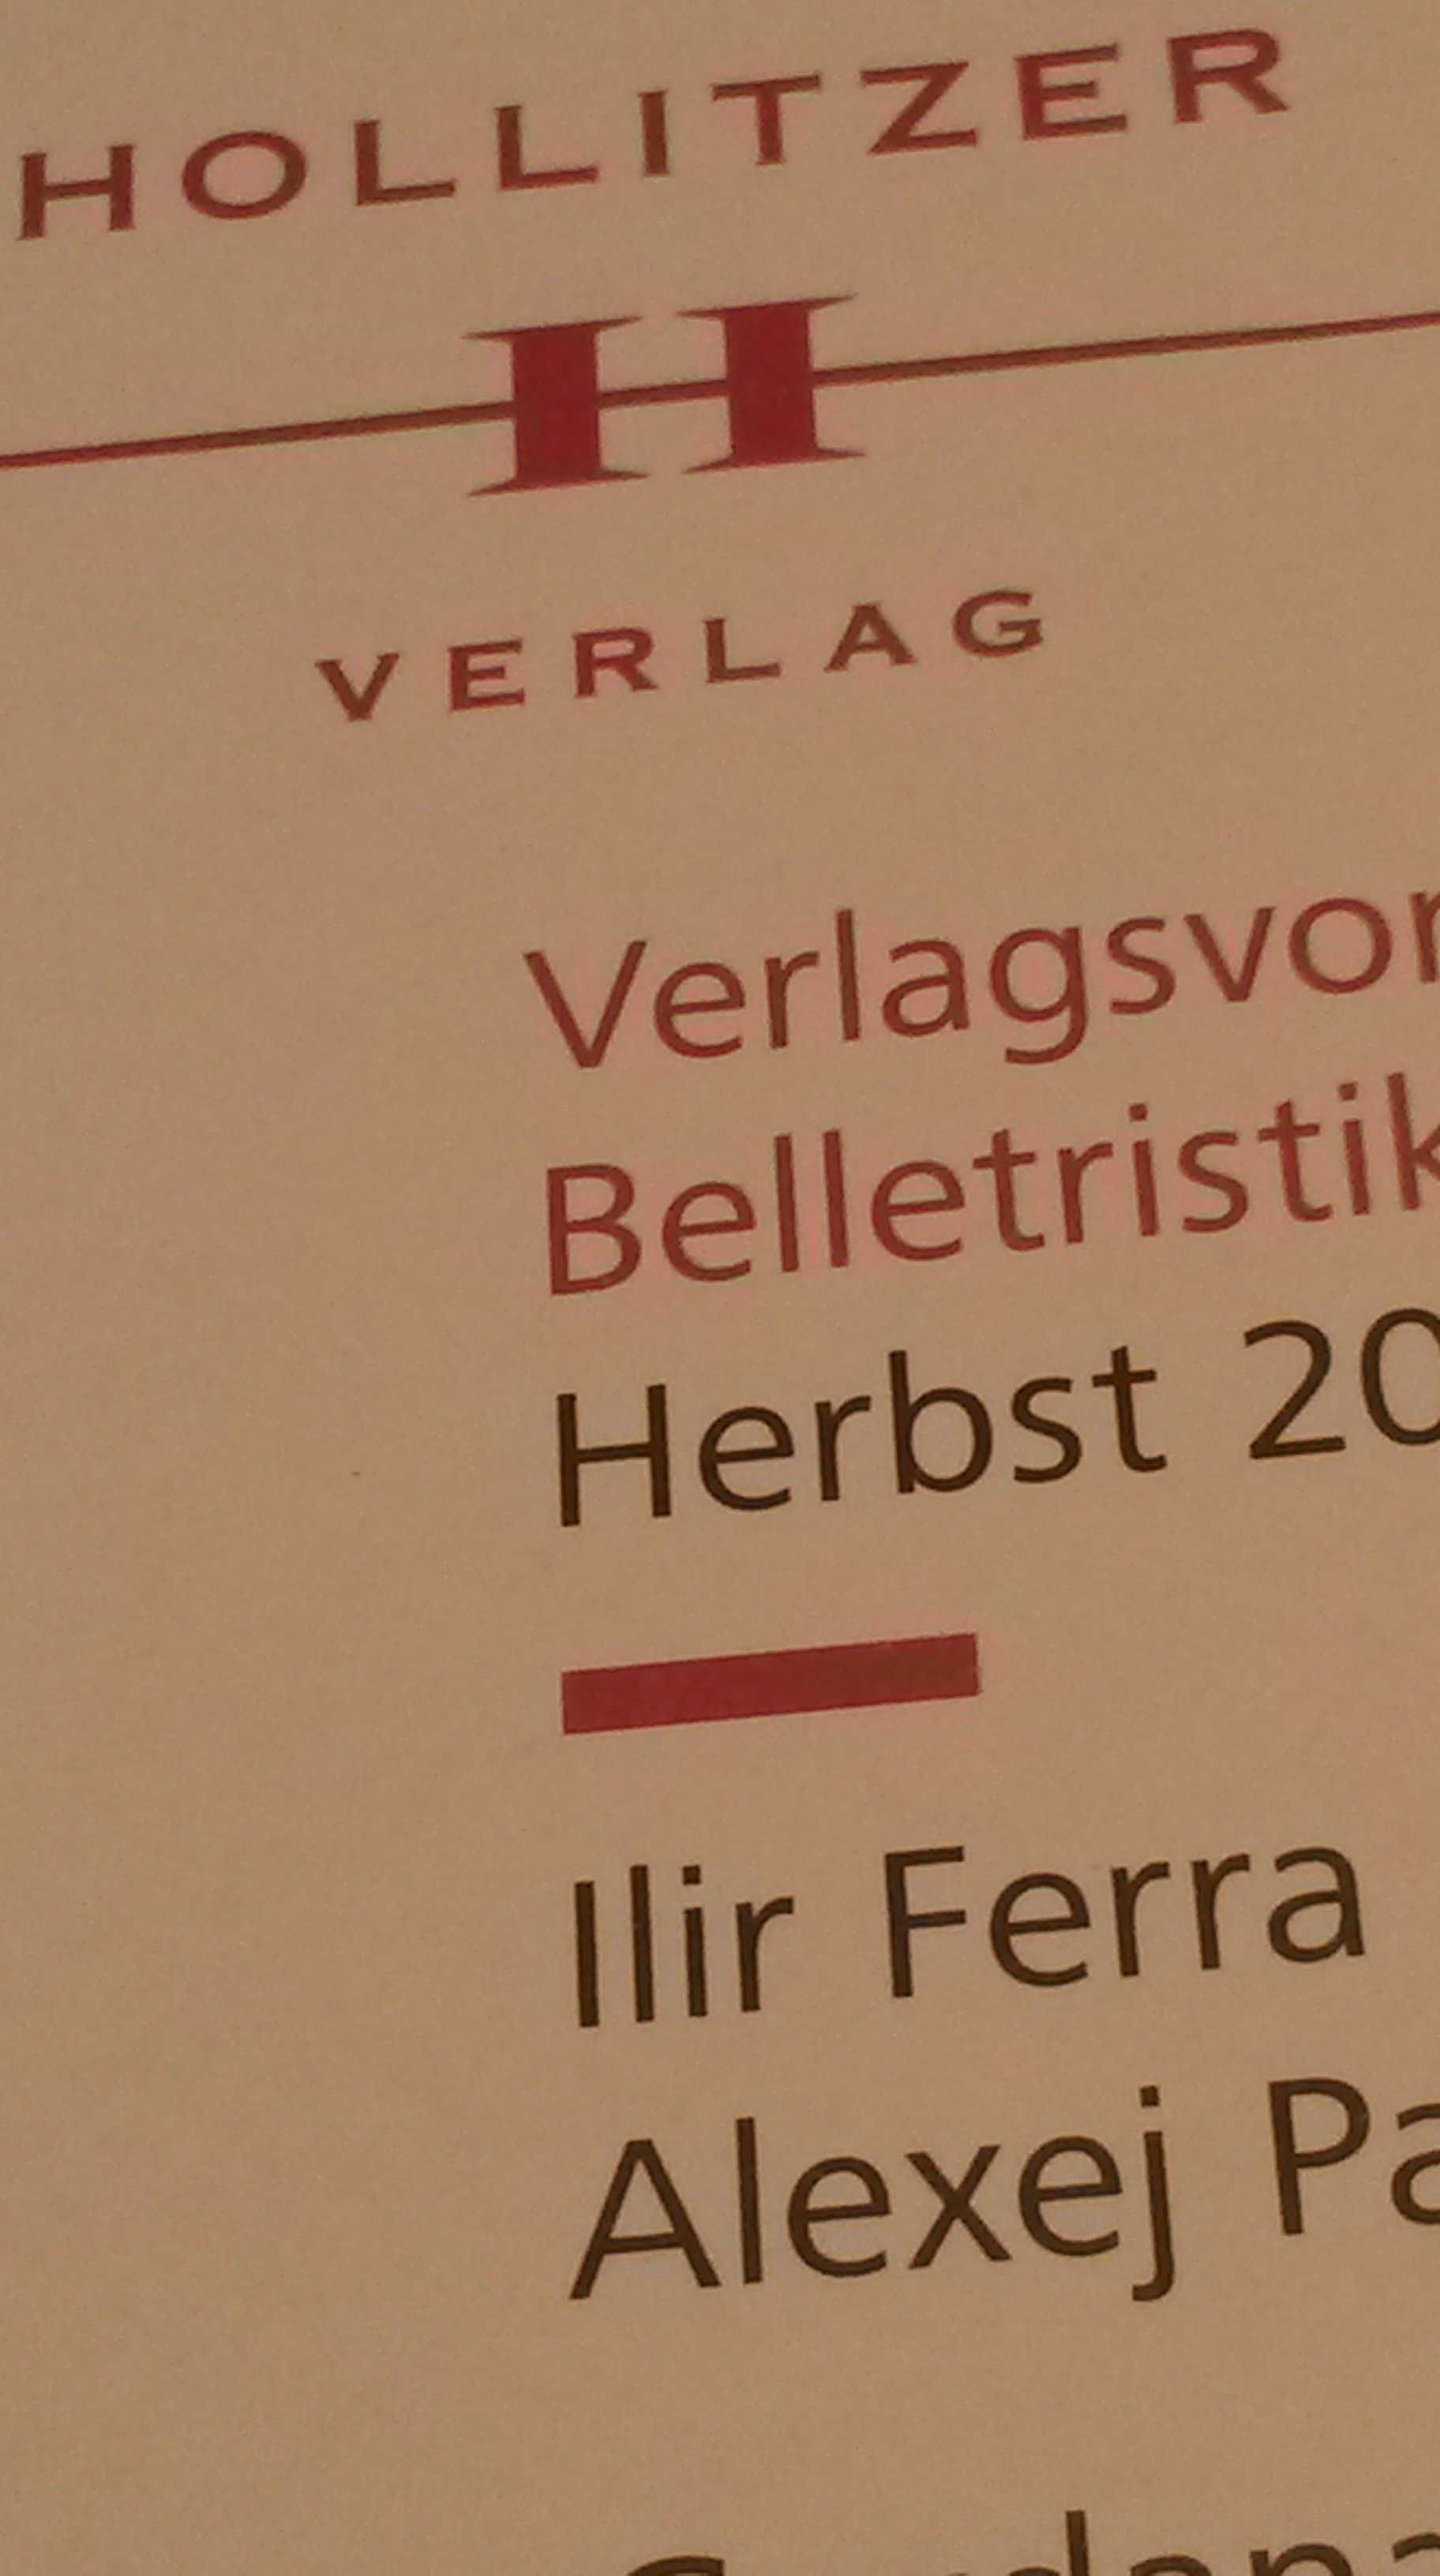 HOLLITZER
H
VERLAG
Verlagsvor
Belletristik
Herbst 20
Ilir Ferra
Alexej Pa